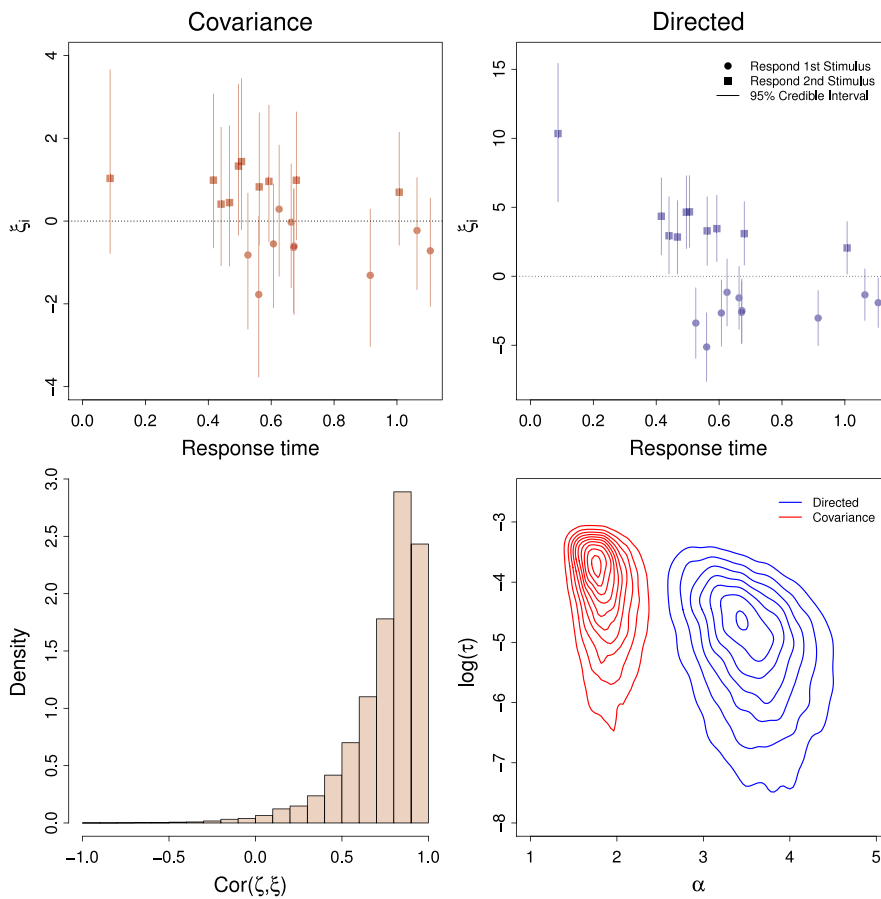 Covariance
Directed
4
2
0
−2
−4
ξi
0.0 0.2 0.4 0.6 0.8 1.0
Response time
15
10
5
0
−5
ξi
Respond 1st Stimulus
Respond 2nd Stimulus
95% Credible Interval
0.0 0.2 0.4 0.6 0.8 1.0
Response time
3.0
2.5
2.0
1.5
1.0
0.5
0.0
Density
−1.0 −0.5 0.0 0.5 1.0
Cor(ζ,ξ)
−3
−4
−5
−6
−7
−8
log(τ)
Directed
Covariance
1 2 3 4 5
α